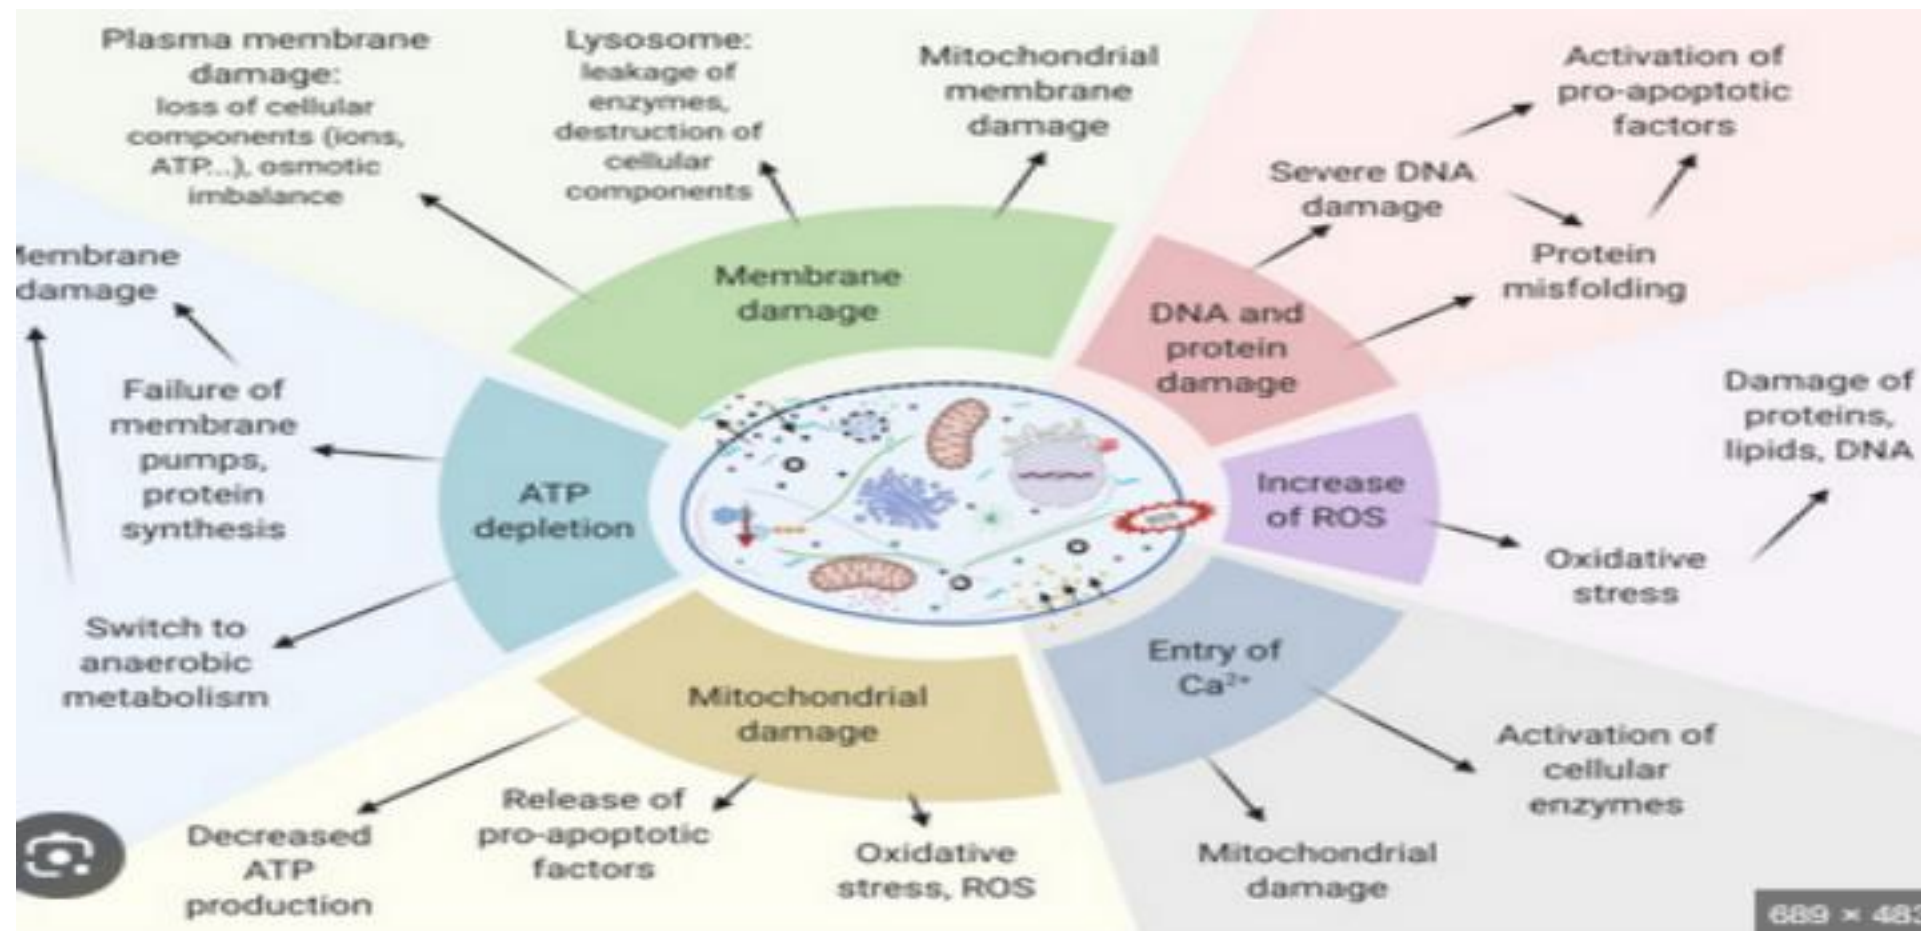 Plasma membrane
damage:
loss of cellular
components (ions,
ATP...), osmotic
imbalance
Lysosome:
leakage of
enzymes,
destruction of
cellular
components
Mitochondrial
membrane
damage
Membrane
damage
Activation of
pro-apoptotic
factors
Severe DNA
damage
Protein
misfolding
DNA and
protein
damage
Damage of
proteins,
lipids, DNA
Increase
of ROS
Oxidative
stress
ROS
Entry of
Ca²⁺
Activation of
cellular
enzymes
Mitochondrial
damage
Mitochondrial
damage
Decreased
ATP
production
Release of
pro-apoptotic
factors
Oxidative
stress, ROS
ATP
depletion
embrane
damage
Failure of
membrane
pumps,
protein
synthesis
Switch to
anaerobic
metabolism
689 × 483